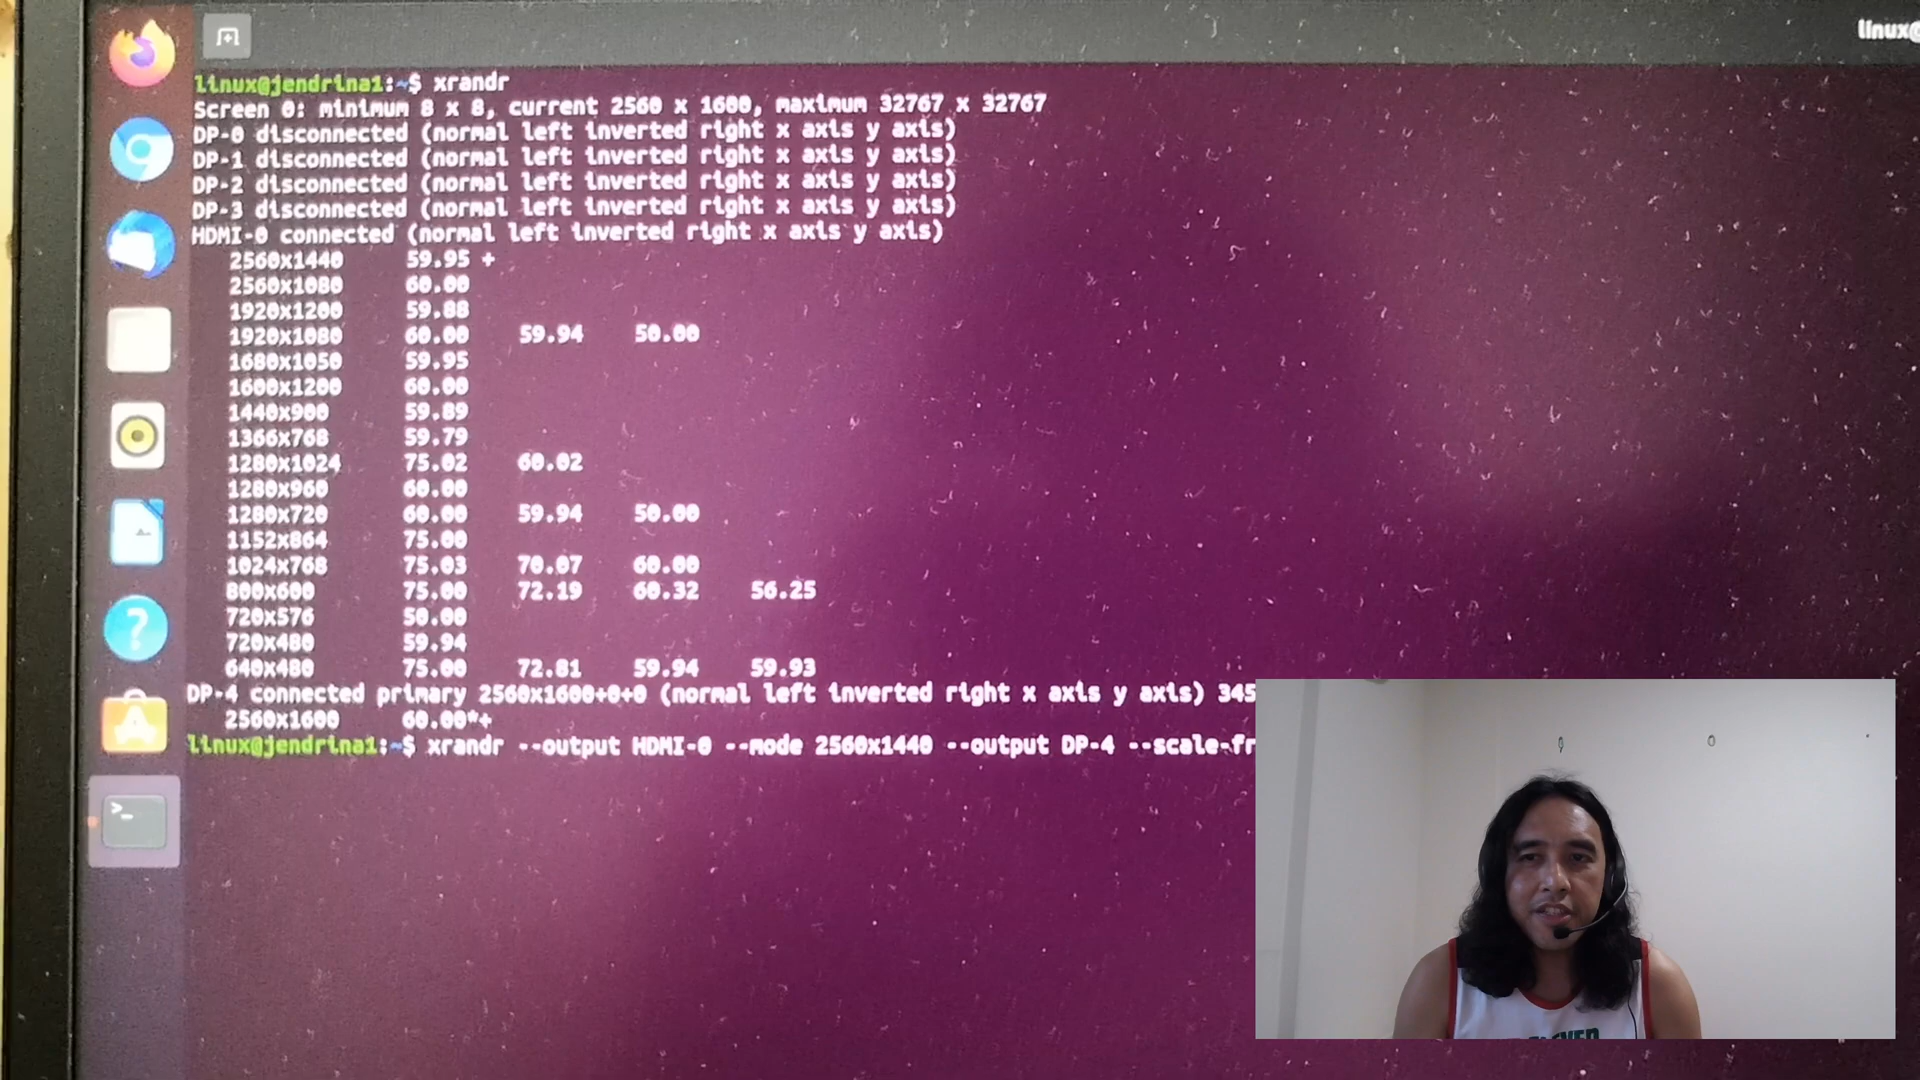 linux@
linux@jendrina1:~$ xrandr
Screen 0: minimum 8 x 8, current 2560 x 1600, maximum 32767 x 32767
DP-0 disconnected (normal left inverted right x axis y axis)
DP-1 disconnected (normal left inverted right x axis y axis)
DP-2 disconnected (normal left inverted right x axis y axis)
DP-3 disconnected (normal left inverted right x axis y axis)
HDMI-0 connected (normal left inverted right x axis y axis)
2560x1440 59.95 +
2560x1080 60.00
1920x1200 59.88
1920x1080 60.00 59.94 50.00
1680x1050 59.95
1600x1200 60.00
1440x900 59.89
1366x768 59.79
1280x1024 75.02 60.02
1280x960 60.00
1280x720 60.00 59.94 50.00
1152x864 75.00
1024x768 75.03 70.07 60.00
800x600 75.00 72.19 60.32 56.25
720x576 50.00
720x480 59.94
640x480 75.00 72.81 59.94 59.93
DP-4 connected primary 2560x1600+0+0 (normal left inverted right x axis y axis) 345
2560x1600 60.00*+
linux@jendrina1:~$ xrandr --output HDMI-0 --mode 2560x1440 --output DP-4 --scale-fr